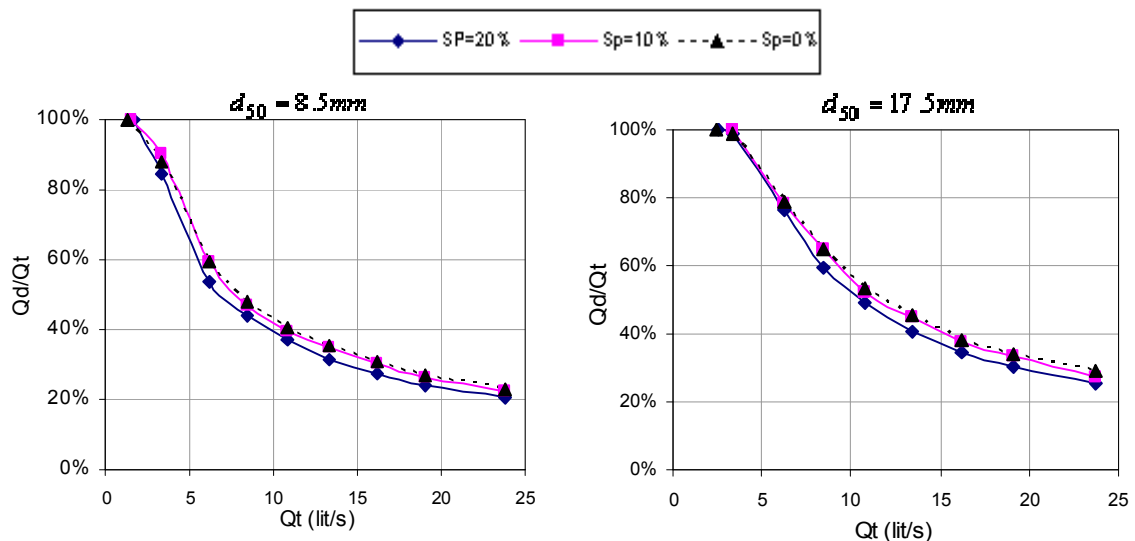 SP=20% Sp=10% Sp=0%
d50 = 8.5mm
100%
80%
60%
40%
20%
0%
Qd/Qt
0 5 10 15 20 25
Qt (lit/s)
d50 = 17.5mm
100%
80%
60%
40%
20%
0%
Qd/Qt
0 5 10 15 20 25
Qt (lit/s)